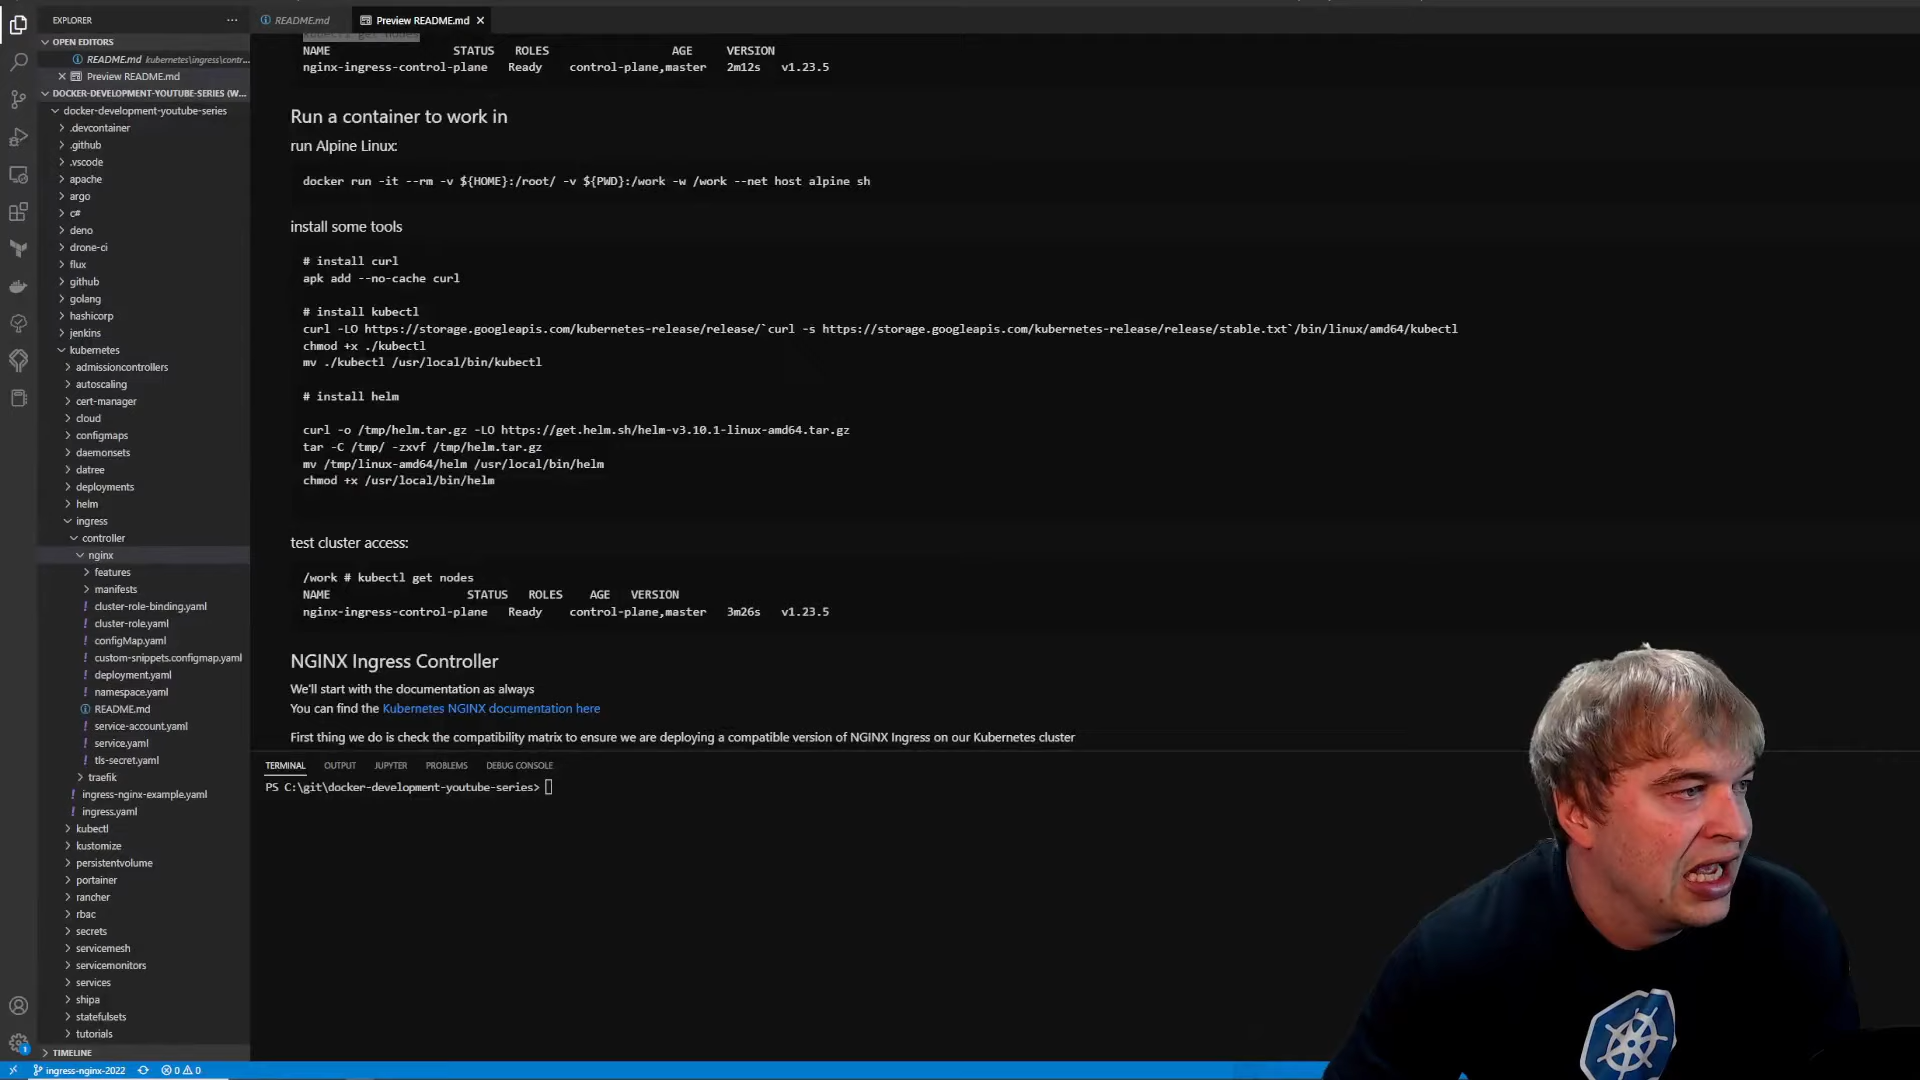 EXPLORER
README.md
Preview README.md
OPEN EDITORS
README.md kubernetes\ingress\contr...
Preview README.md
DOCKER-DEVELOPMENT-YOUTUBE-SERIES (W...
docker-development-youtube-series
.devcontainer
.github
.vscode
apache
argo
c#
deno
drone-ci
flux
github
golang
hashicorp
jenkins
kubernetes
admissioncontrollers
autoscaling
cert-manager
cloud
configmaps
daemonsets
datree
deployments
helm
ingress
controller
nginx
features
manifests
cluster-role-binding.yaml
cluster-role.yaml
configMap.yaml
custom-snippets.configmap.yaml
deployment.yaml
namespace.yaml
README.md
service-account.yaml
service.yaml
tls-secret.yaml
traefik
ingress-nginx-example.yaml
ingress.yaml
kubectl
kustomize
persistentvolume
portainer
rancher
rbac
secrets
servicemesh
servicemonitors
services
shipa
statefulsets
tutorials
TIMELINE
kubectl get nodes
NAME STATUS ROLES AGE VERSION
nginx-ingress-control-plane Ready control-plane,master 2m12s v1.23.5
Run a container to work in
run Alpine Linux:
docker run -it --rm -v ${HOME}:/root/ -v ${PWD}:/work -w /work --net host alpine sh
install some tools
# install curl
apk add --no-cache curl
# install kubectl
curl -LO https://storage.googleapis.com/kubernetes-release/release/`curl -s https://storage.googleapis.com/kubernetes-release/release/stable.txt`/bin/linux/amd64/kubectl
chmod +x ./kubectl
mv ./kubectl /usr/local/bin/kubectl
# install helm
curl -o /tmp/helm.tar.gz -LO https://get.helm.sh/helm-v3.10.1-linux-amd64.tar.gz
tar -C /tmp/ -zxvf /tmp/helm.tar.gz
mv /tmp/linux-amd64/helm /usr/local/bin/helm
chmod +x /usr/local/bin/helm
test cluster access:
/work # kubectl get nodes
NAME STATUS ROLES AGE VERSION
nginx-ingress-control-plane Ready control-plane,master 3m26s v1.23.5
NGINX Ingress Controller
We'll start with the documentation as always
You can find the Kubernetes NGINX documentation here
First thing we do is check the compatibility matrix to ensure we are deploying a compatible version of NGINX Ingress on our Kubernetes cluster
TERMINAL OUTPUT JUPYTER PROBLEMS DEBUG CONSOLE
PS C:\git\docker-development-youtube-series>
1
ingress-nginx-2022 0 0